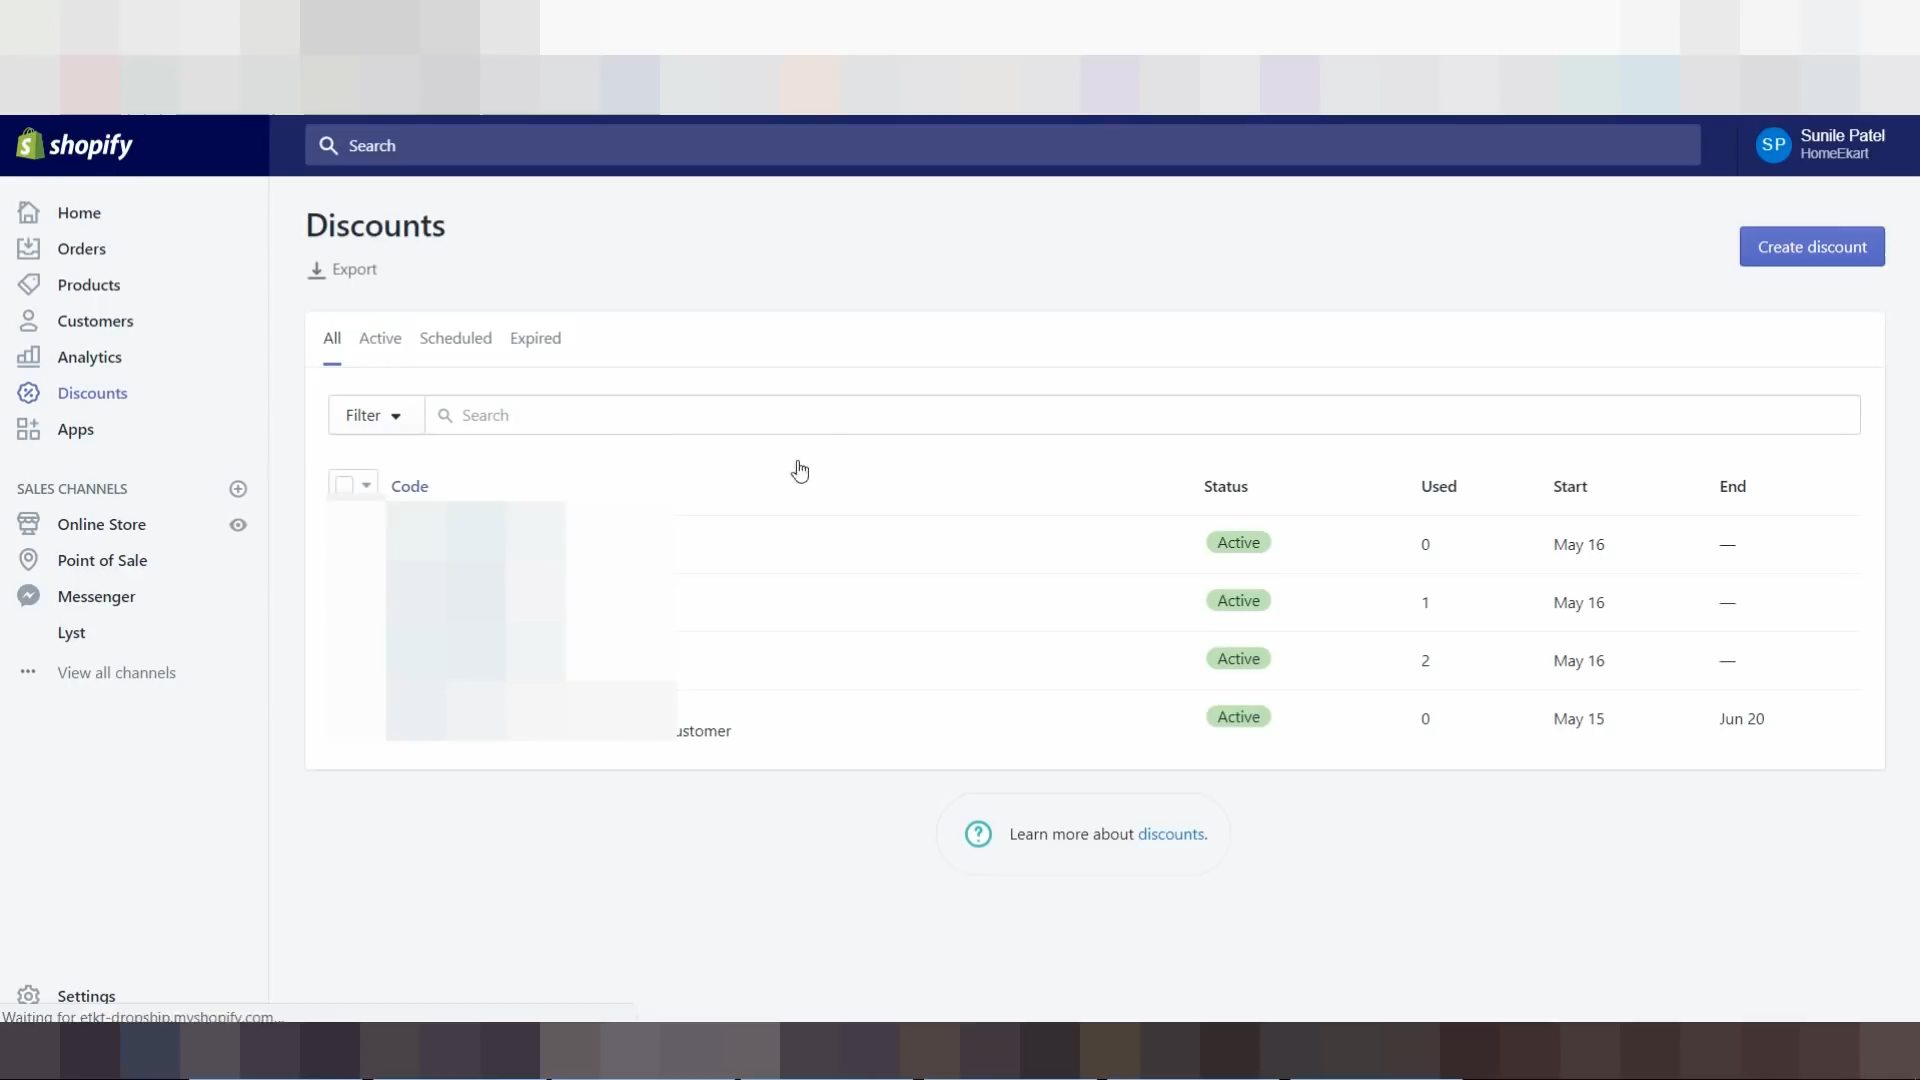 shopify
Search
SP
Sunile Patel
HomeEkart
Home
Orders
Products
Customers
Analytics
Discounts
Apps
SALES CHANNELS
Online Store
Point of Sale
Messenger
Lyst
View all channels
Settings
Waiting for etkt-dropship.myshopify.com...
Discounts
Export
Create discount
All Active Scheduled Expired
Filter Search
Code Status Used Start End
Active 0 May 16 —
Active 1 May 16 —
Active 2 May 16 —
Active 0 May 15 Jun 20
ustomer
Learn more about discounts.